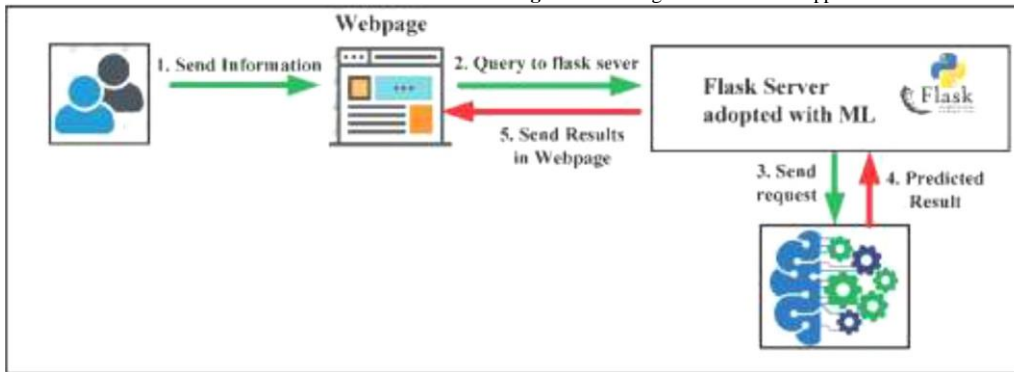 Webpage
1. Send Information
2. Query to flask sever
Flask Server
adopted with ML
Flask
5. Send Results
in Webpage
3. Send
request
4. Predicted
Result